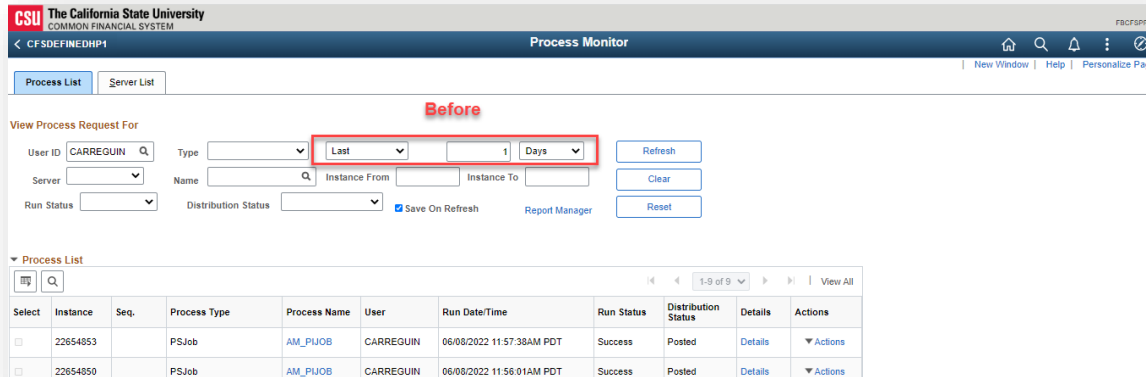 CSU The California State University
COMMON FINANCIAL SYSTEM
FBCFSPF
CFSDEFINEDHP1 Process Monitor
New Window | Help | Personalize Pa
Process List Server List
Before
View Process Request For
User ID CARREGUIN Type Last 1 Days Refresh
Server Name Instance From Instance To Clear
Run Status Distribution Status Save On Refresh Report Manager Reset
Process List
1-9 of 9 View All
Select Instance Seq. Process Type Process Name User Run Date/Time Run Status Distribution Status Details Actions
22654853 PSJob AM_PIJOB CARREGUIN 06/08/2022 11:57:38AM PDT Success Posted Details Actions
22654850 PSJob AM_PIJOB CARREGUIN 06/08/2022 11:56:01AM PDT Success Posted Details Actions